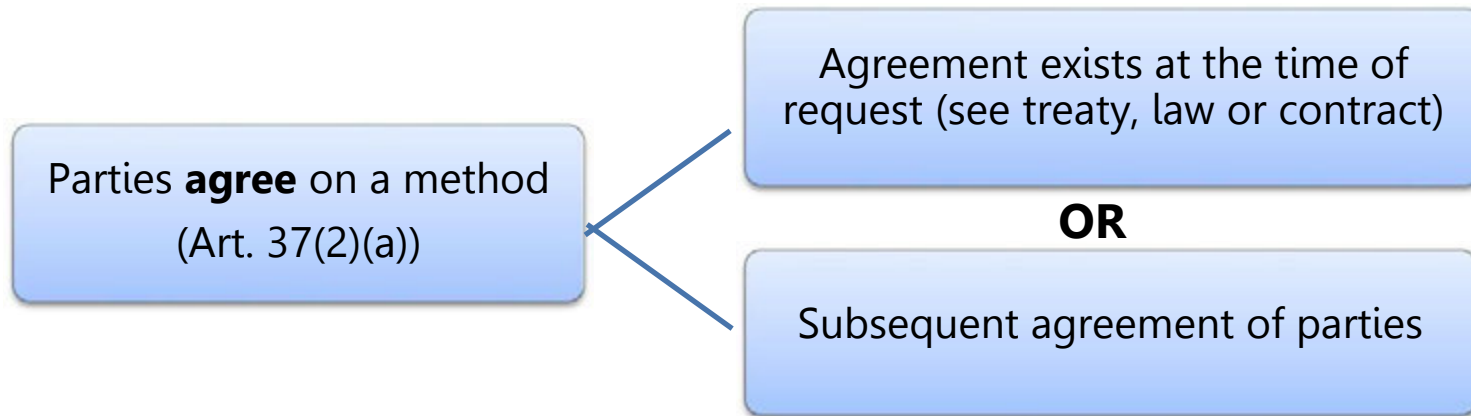 Parties agree on a method
(Art. 37(2)(a))
Agreement exists at the time of
request (see treaty, law or contract)
OR
Subsequent agreement of parties